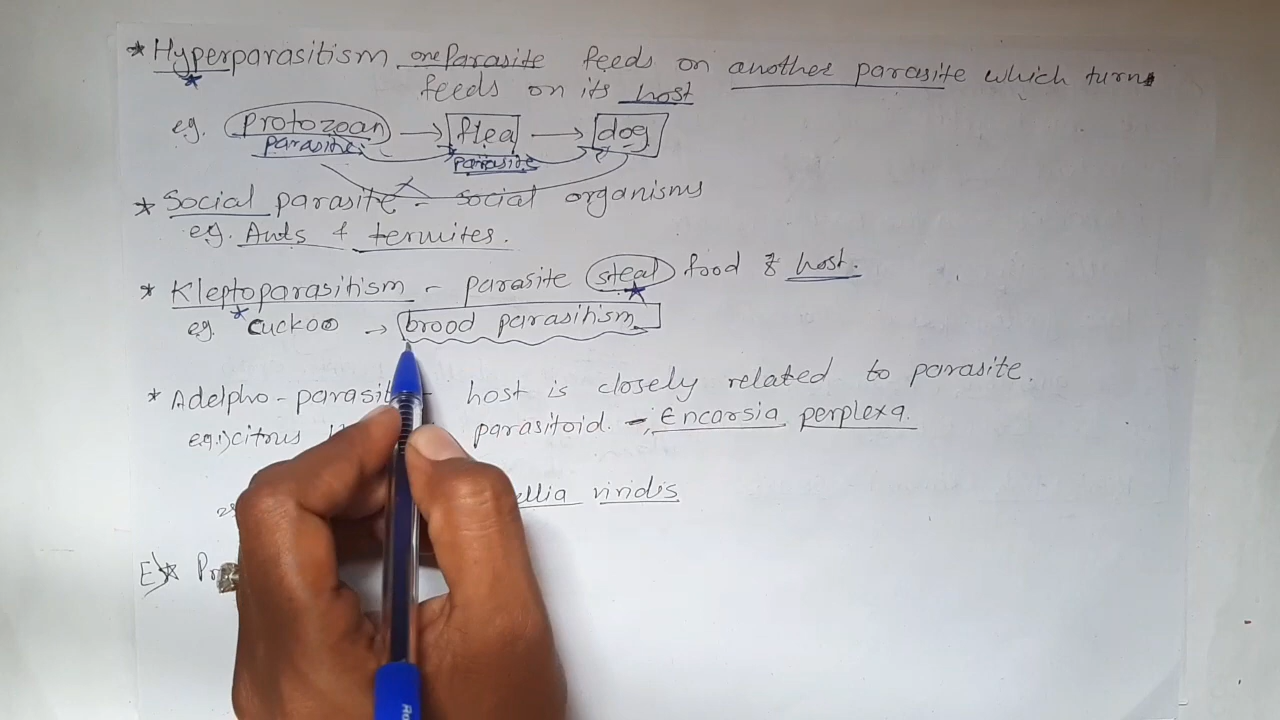 * Hyperparasitism one Parasite feeds on another parasite which turns
feeds on its host
eg. Protozoan → flea → dog
parasite parasite
* Social parasite - social organisms
eg. Ants & termites.
* Kleptoparasitism - parasite steal food & host.
eg. Cuckoo → brood parasitism
* Adelpho-parasite - host is closely related to parasite.
eg.1) citrus parasitoid. - Encarsia perplexa.
viridis
E)*